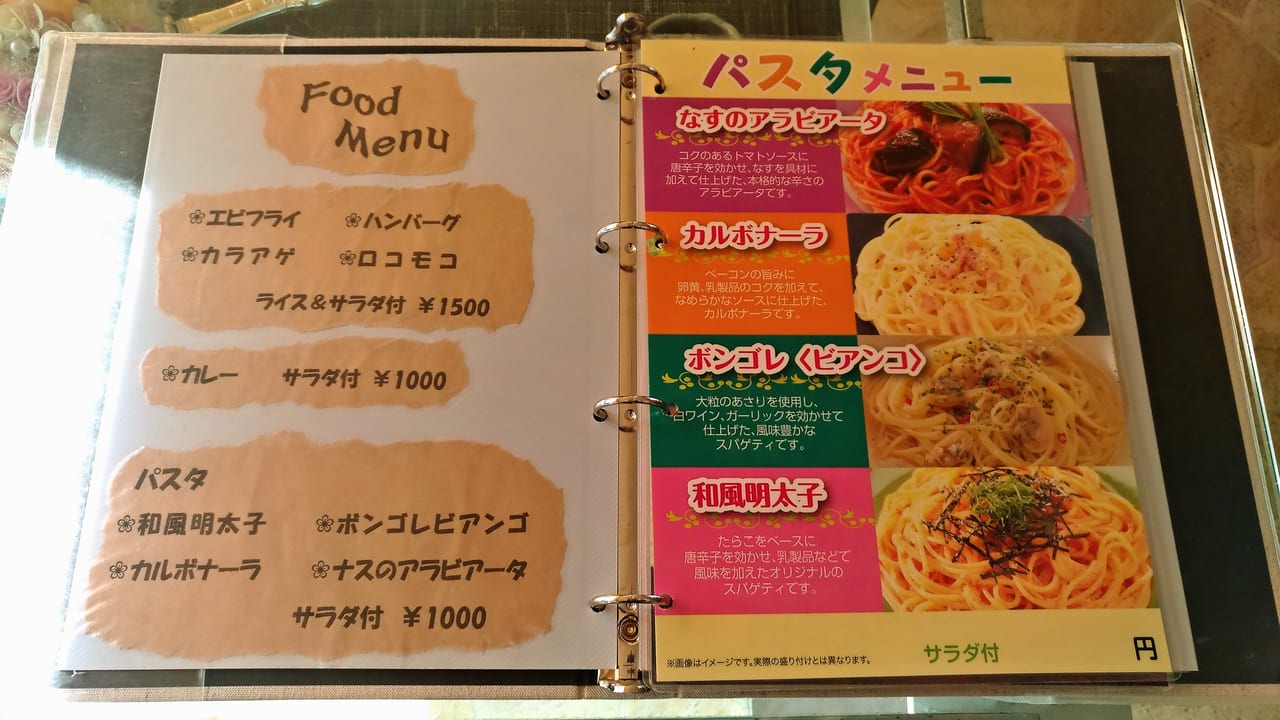 Food
Menu
エビフライ ハンバーグ
カラアゲ ロコモコ
ライス&サラダ付 ¥1500
カレー サラダ付 ¥1000
パスタ
和風明太子 ボンゴレビアンゴ
カルボナーラ ナスのアラビアータ
サラダ付 ¥1000
パスタメニュー
なすのアラビアータ
コクのあるトマトソースに
唐辛子を効かせ、なすを具材に
加えて仕上げた、本格的な辛さの
アラビアータです。
カルボナーラ
ベーコンの旨みに
卵黄、乳製品のコクを加えて、
なめらかなソースに仕上げた、
カルボナーラです。
ボンゴレ〈ビアンコ〉
大粒のあさりを使用し、
白ワイン、ガーリックを効かせて
仕上げた、風味豊かな
スパゲティです。
和風明太子
たらこをベースに
唐辛子を効かせ、乳製品などで
風味を加えたオリジナルの
スパゲティです。
※画像はイメージです。実際の盛り付けとは異なります。
サラダ付 円